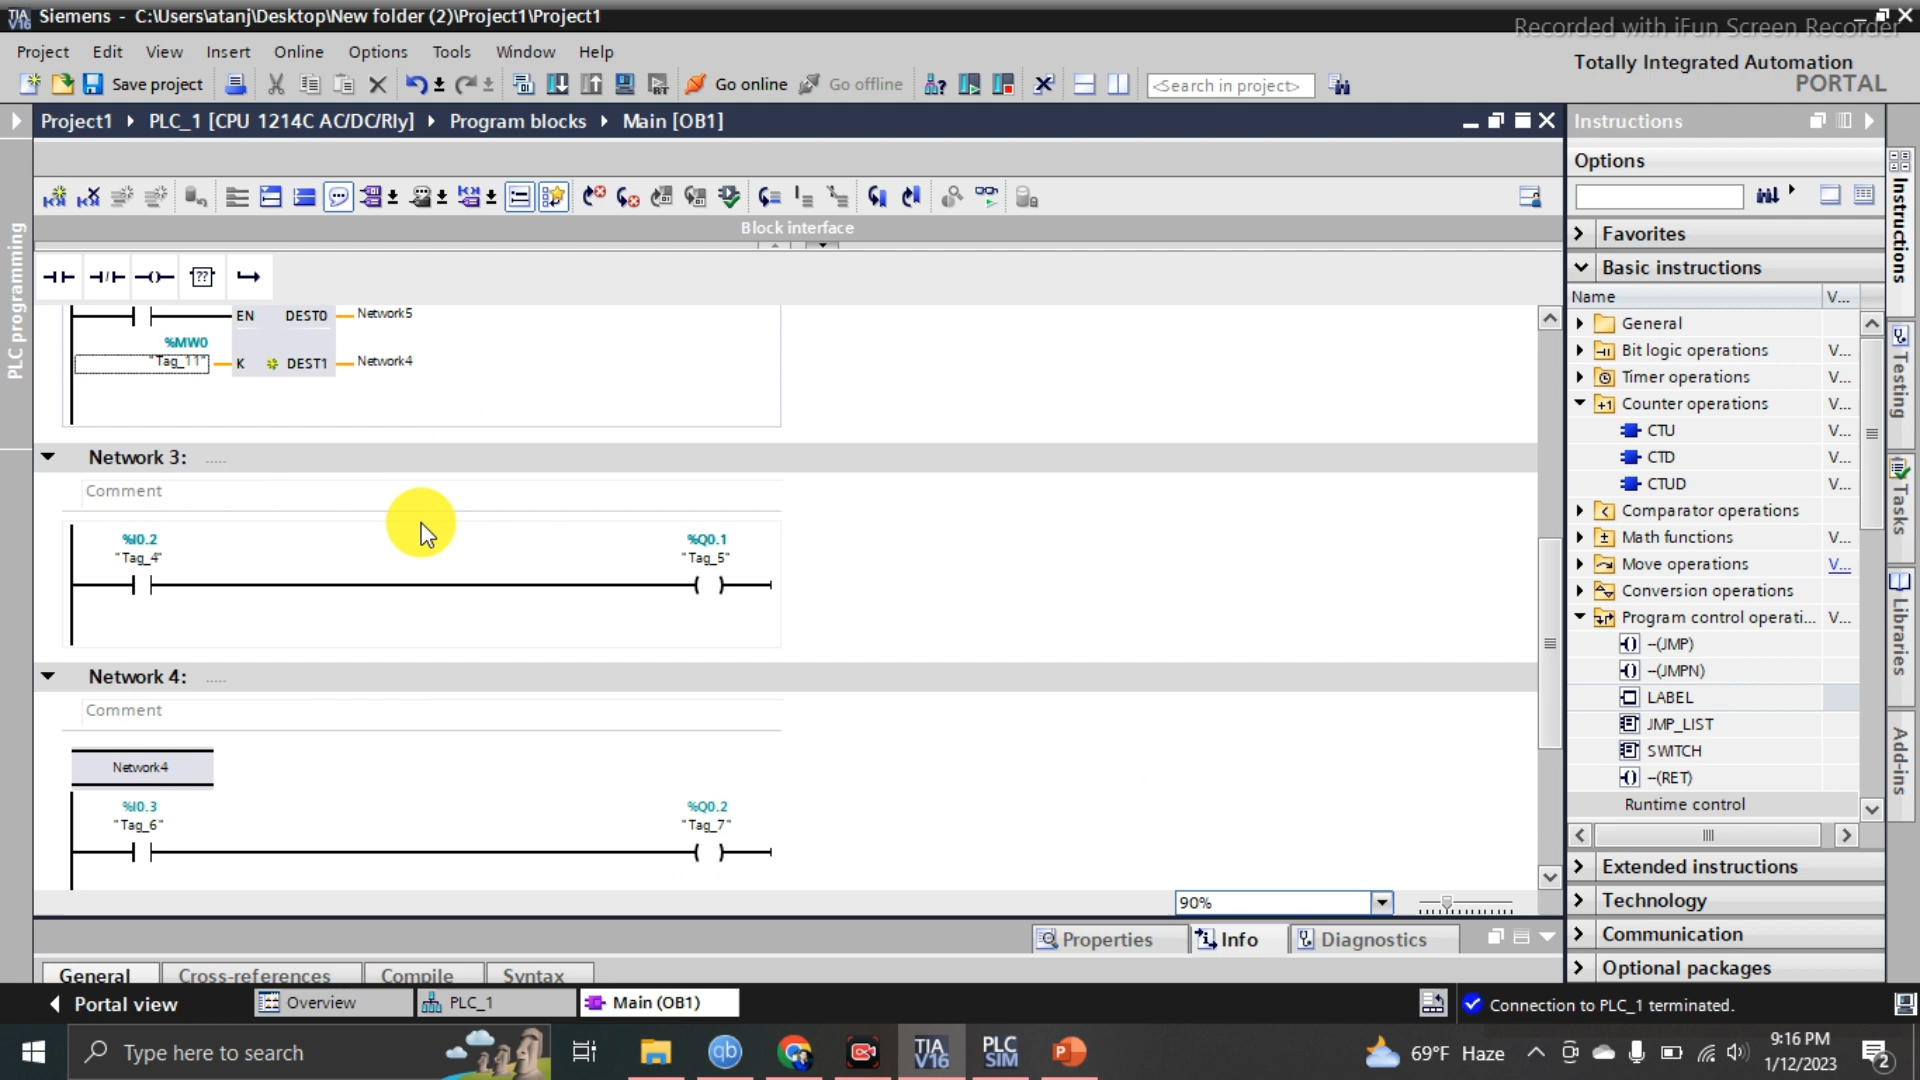 TIA V16 Siemens - C:\Users\atanj\Desktop\New folder (2)\Project1\Project1
Recorded with iFun Screen Recorder
Project Edit View Insert Online Options Tools Window Help
Totally Integrated Automation
PORTAL
Save project Go online Go offline <Search in project>
Project1 PLC_1 [CPU 1214C AC/DC/Rly] Program blocks Main [OB1]
PLC programming
Block interface
??
EN DEST0 Network5
%MW0
"Tag_11" K DEST1 Network4
Network 3: .....
Comment
%I0.2 %Q0.1
"Tag_4" "Tag_5"
Network 4: .....
Comment
Network4
%I0.3 %Q0.2
"Tag_6" "Tag_7"
90%
Properties Info Diagnostics
General Cross-references Compile Syntax
Instructions
Options
Favorites
Basic instructions
Name V...
General
Bit logic operations V...
Timer operations V...
Counter operations V...
CTU V...
CTD V...
CTUD V...
Comparator operations
Math functions V...
Move operations V...
Conversion operations
Program control operati... V...
-(JMP)
-(JMPN)
LABEL
JMP_LIST
SWITCH
-(RET)
Runtime control
Extended instructions
Technology
Communication
Optional packages
Instructions
Testing
Tasks
Libraries
Add-ins
Portal view Overview PLC_1 Main (OB1) Connection to PLC_1 terminated.
Type here to search
qb
TIA V16
PLC SIM
P
69°F Haze
9:16 PM
1/12/2023
2